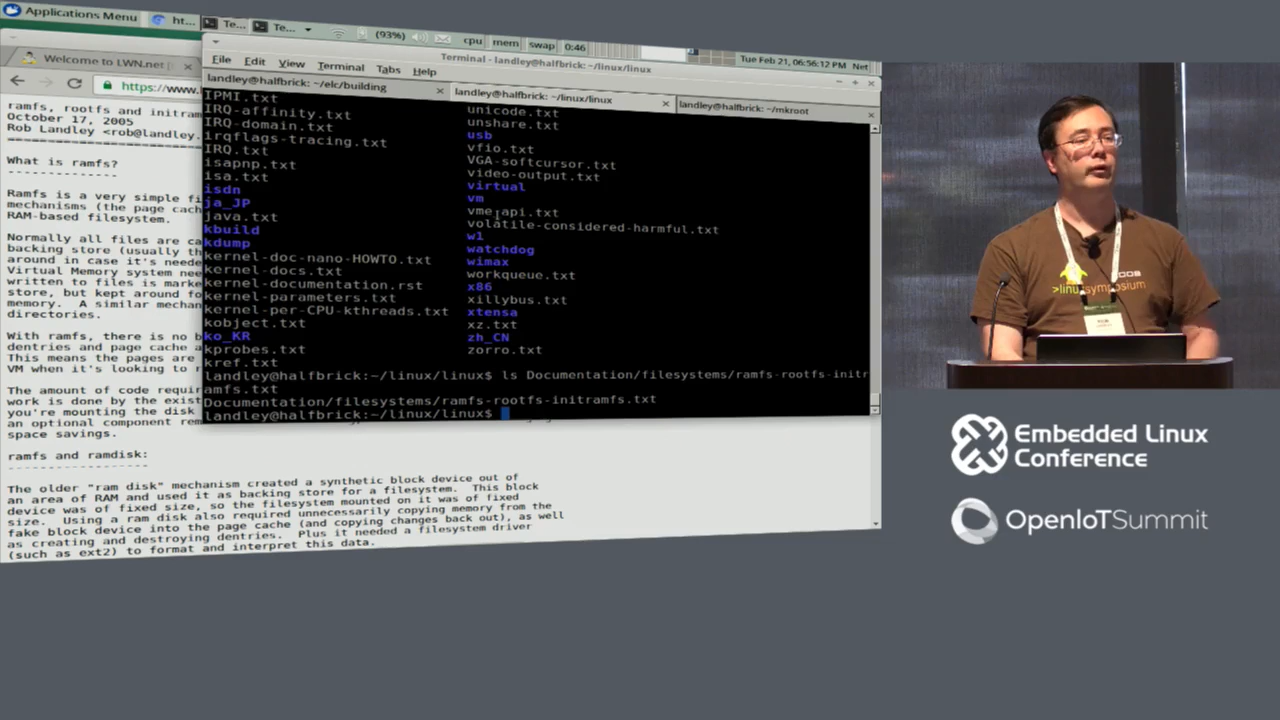 Applications Menu
ht...
Te...
Te...
(93%)
cpu
mem
swap
0:46
Tue Feb 21, 06:56:12 PM
Net
Welcome to LWN.net
https://www.
Terminal - landley@halfbrick: ~/linux/linux
File Edit View Terminal Tabs Help
landley@halfbrick: ~/elc/building
landley@halfbrick: ~/linux/linux
landley@halfbrick: ~/mkroot
IPMI.txt
IRQ-affinity.txt
IRQ-domain.txt
irqflags-tracing.txt
IRQ.txt
isapnp.txt
isa.txt
isdn
ja_JP
java.txt
kbuild
kdump
kernel-doc-nano-HOWTO.txt
kernel-docs.txt
kernel-documentation.rst
kernel-parameters.txt
kernel-per-CPU-kthreads.txt
kobject.txt
ko_KR
kprobes.txt
kref.txt
unicode.txt
unshare.txt
usb
vfio.txt
VGA-softcursor.txt
video-output.txt
virtual
vm
vme_api.txt
volatile-considered-harmful.txt
w1
watchdog
wimax
workqueue.txt
x86
xillybus.txt
xtensa
xz.txt
zh_CN
zorro.txt
landley@halfbrick:~/linux/linux$ ls Documentation/filesystems/ramfs-rootfs-initr
amfs.txt
Documentation/filesystems/ramfs-rootfs-initramfs.txt
landley@halfbrick:~/linux/linux$
ramfs, rootfs and initram
October 17, 2005
Rob Landley <rob@landley.
=============================
What is ramfs?
--------------
Ramfs is a very simple fi
mechanisms (the page cach
RAM-based filesystem.
Normally all files are ca
backing store (usually th
around in case it's neede
Virtual Memory system nee
written to files is marke
store, but kept around fo
memory. A similar mechan
directories.
With ramfs, there is no b
dentries and page cache a
This means the pages are
VM when it's looking to r
The amount of code requir
work is done by the exist
you're mounting the disk
an optional component rem
space savings.
ramfs and ramdisk:
------------------
The older "ram disk" mechanism created a synthetic block device out of
an area of RAM and used it as backing store for a filesystem. This block
device was of fixed size, so the filesystem mounted on it was of fixed
size. Using a ram disk also required unnecessarily copying memory from the
fake block device into the page cache (and copying changes back out), as well
as creating and destroying dentries. Plus it needed a filesystem driver
(such as ext2) to format and interpret this data.
>linuxsymposium
Embedded Linux
Conference
OpenIoTSummit